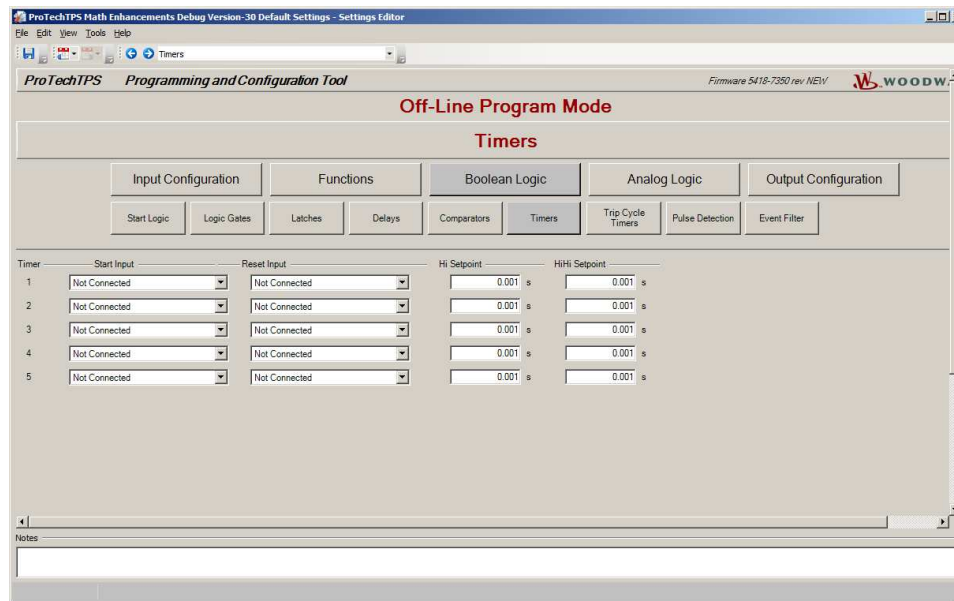 ProTechTPS Math Enhancements Debug Version-30 Default Settings - Settings Editor
File Edit View Tools Help
Timers
ProTechTPS Programming and Configuration Tool Firmware 5418-7350 rev NEW WOODW
Off-Line Program Mode
Timers
Input Configuration Functions Boolean Logic Analog Logic Output Configuration
Start Logic Logic Gates Latches Delays Comparators Timers Trip Cycle Timers Pulse Detection Event Filter
Timer Start Input Reset Input Hi Setpoint HiHi Setpoint
1 Not Connected Not Connected 0.001 s 0.001 s
2 Not Connected Not Connected 0.001 s 0.001 s
3 Not Connected Not Connected 0.001 s 0.001 s
4 Not Connected Not Connected 0.001 s 0.001 s
5 Not Connected Not Connected 0.001 s 0.001 s
Notes